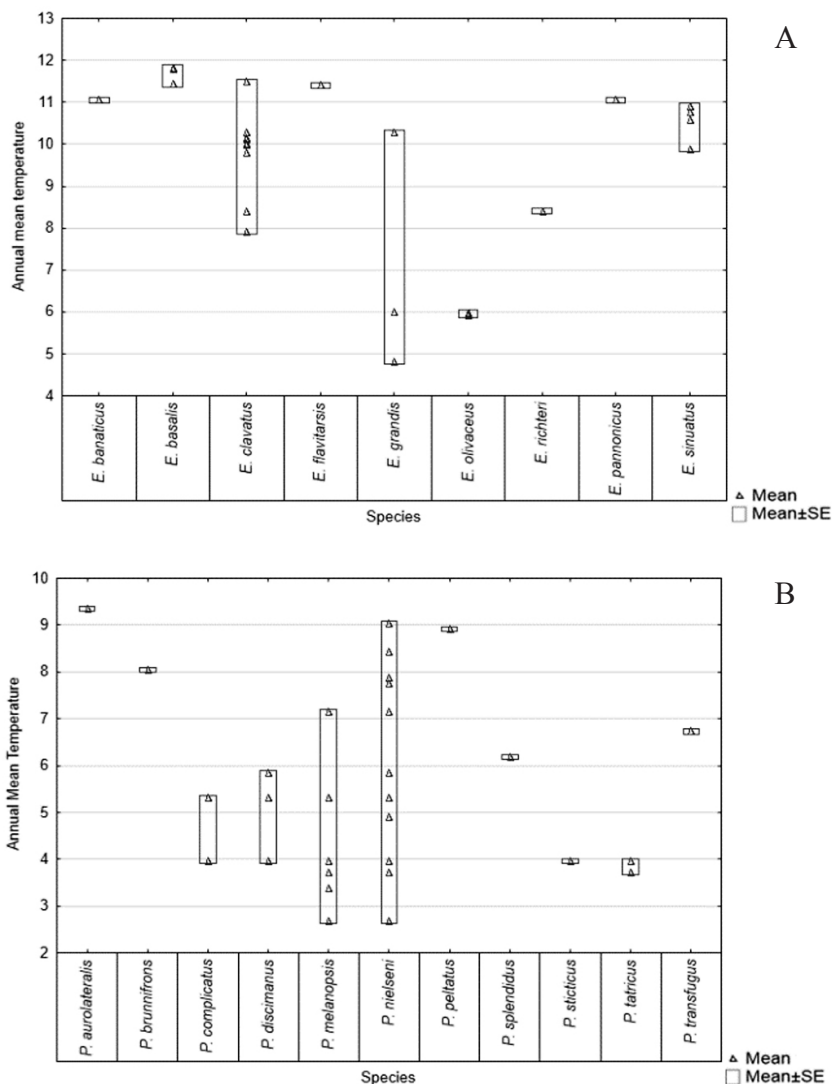 A
13
12
11
10
9
8
7
6
5
4
Annual mean temperature
E. banaticus
E. basalis
E. clavatus
E. flavitarsis
E. grandis
E. olivaceus
E. richteri
E. pannonicus
E. sinuatus
Species
Mean
Mean±SE
B
10
9
8
7
6
5
4
3
2
Annual Mean Temperature
P. aurolateralis
P. brunnifrons
P. complicatus
P. discimanus
P. melanopsis
P. nielseni
P. peltatus
P. splendidus
P. sticticus
P. tatricus
P. transfugus
Species
Mean
Mean±SE